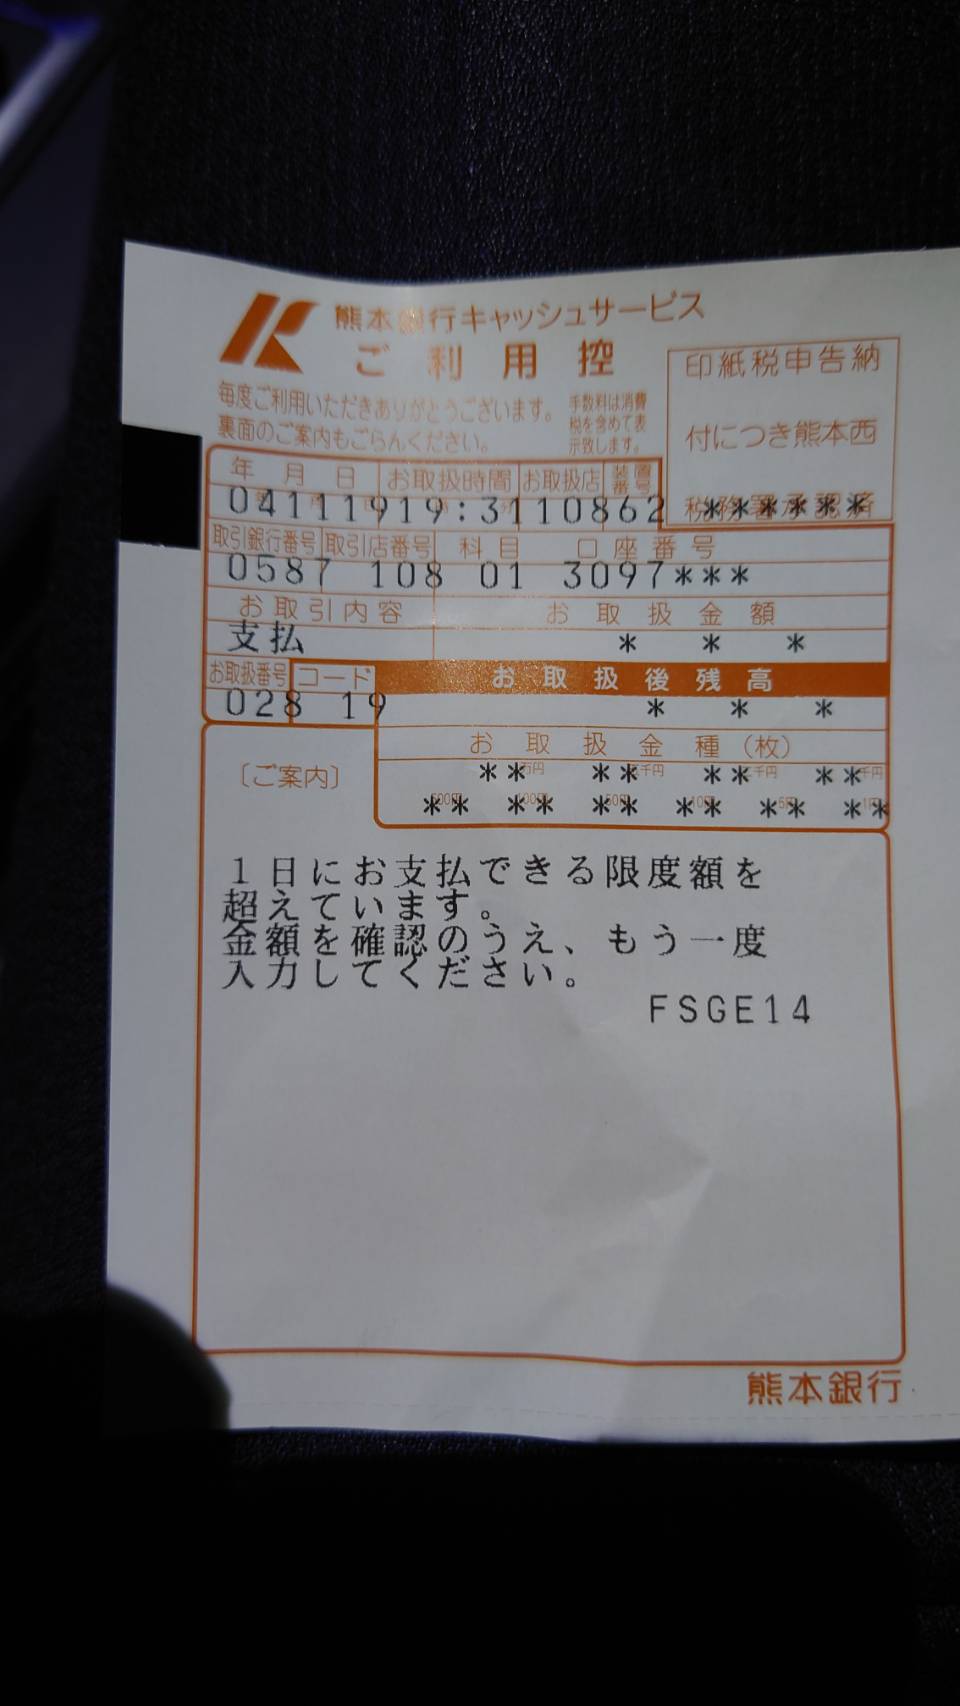 熊本銀行キャッシュサービス
ご利用控
毎度ご利用いただきありがとうございます。
裏面のご案内もごらんください。
手数料は消費
税を含めて表
示致します。
印紙税申告納
付につき熊本西
税務署承認済
******
年 月 日 お取扱時間 お取扱店 装置番号
04111919:3110862
取引銀行番号 取引店番号 科目 口座番号
0587 108 01 3097***
お取引内容 お取扱金額
支払 * * *
お取扱番号 コード お取扱後残高
028 19 * * *
お取扱金種(枚)
〔ご案内〕
** ** ** **
** ** ** ** ** **
1日にお支払できる限度額を
超えています。
金額を確認のうえ、もう一度
入力してください。
FSGE14
熊本銀行